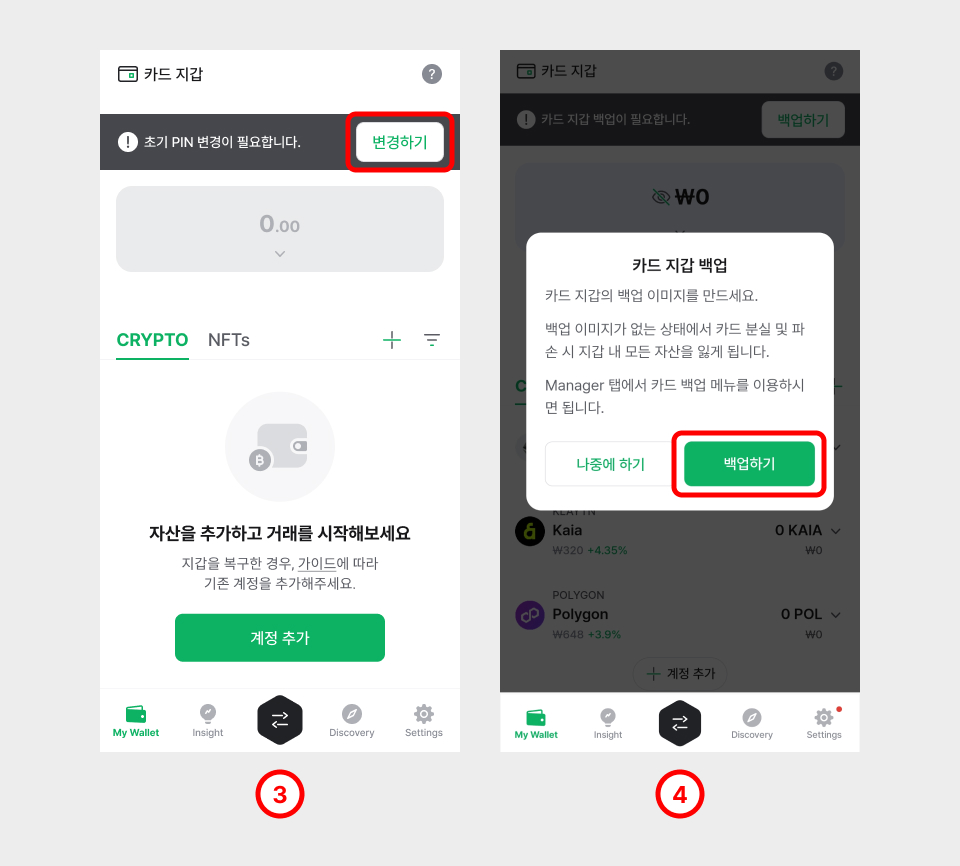 카드 지갑
?
! 초기 PIN 변경이 필요합니다.
변경하기
0.00
CRYPTO
NFTs
자산을 추가하고 거래를 시작해보세요
지갑을 복구한 경우, 가이드에 따라
기존 계정을 추가해주세요.
계정 추가
My Wallet
Insight
Discovery
Settings
3
카드 지갑
?
! 카드 지갑 백업이 필요합니다.
백업하기
₩0
카드 지갑 백업
카드 지갑의 백업 이미지를 만드세요.
백업 이미지가 없는 상태에서 카드 분실 및 파
손 시 지갑 내 모든 자산을 잃게 됩니다.
Manager 탭에서 카드 백업 메뉴를 이용하시
면 됩니다.
나중에 하기
백업하기
KLAYTN
Kaia
0 KAIA
₩320 +4.35%
₩0
POLYGON
Polygon
0 POL
₩648 +3.9%
₩0
계정 추가
My Wallet
Insight
Discovery
Settings
4